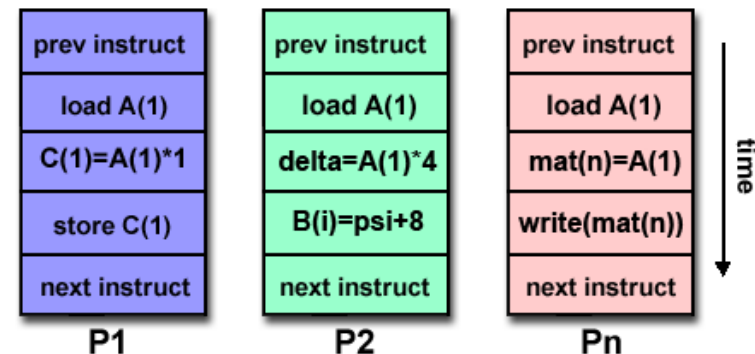 prev instruct
load A(1)
C(1)=A(1)*1
store C(1)
next instruct
P1
prev instruct
load A(1)
delta=A(1)*4
B(i)=psi+8
next instruct
P2
prev instruct
load A(1)
mat(n)=A(1)
write(mat(n))
next instruct
Pn
time